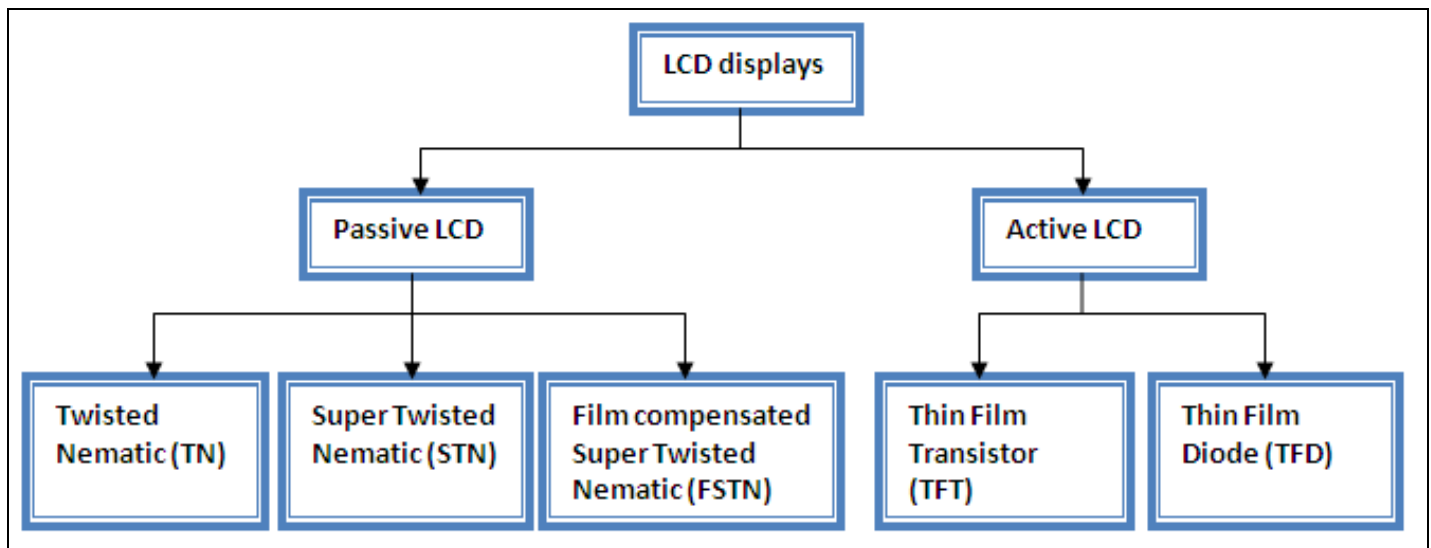 LCD displays
Passive LCD
Active LCD
Twisted
Nematic (TN)
Super Twisted
Nematic (STN)
Film compensated
Super Twisted
Nematic (FSTN)
Thin Film
Transistor
(TFT)
Thin Film
Diode (TFD)